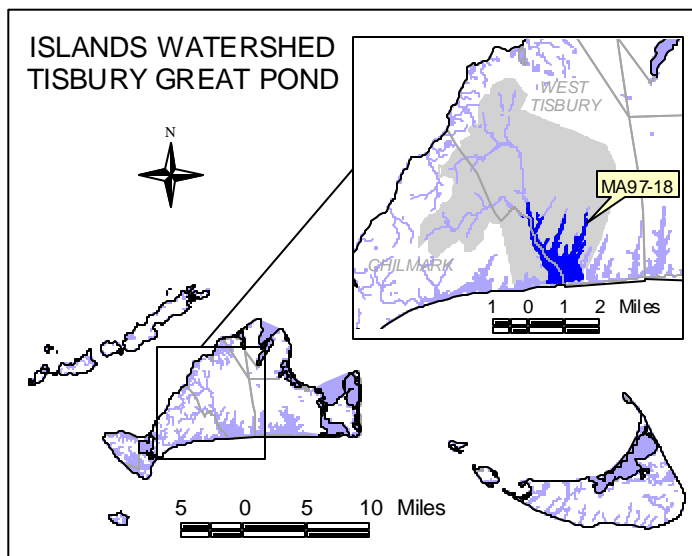 ISLANDS WATERSHED
TISBURY GREAT POND
N
WEST
TISBURY
MA97-18
CHILMARK
1 0 1 2 Miles
5 0 5 10 Miles